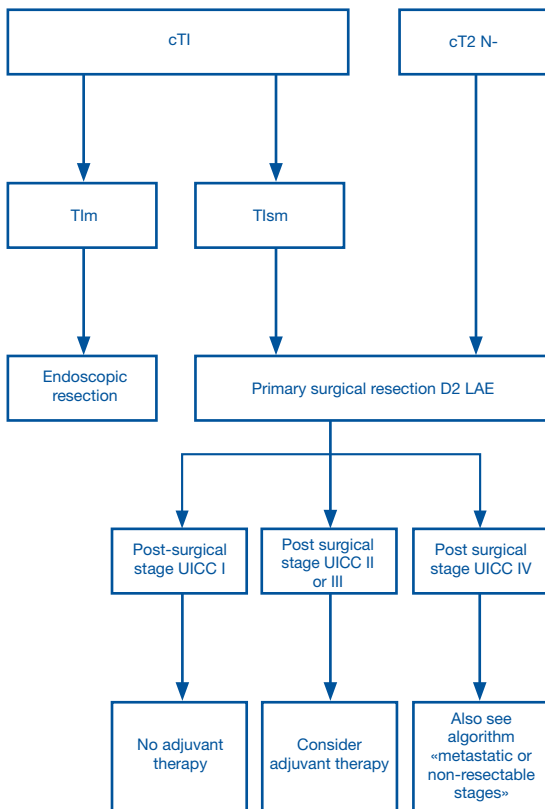 cTI
cT2 N-
TIm
TIsm
Endoscopic
resection
Primary surgical resection D2 LAE
Post-surgical
stage UICC I
Post surgical
stage UICC II
or III
Post surgical
stage UICC IV
No adjuvant
therapy
Consider
adjuvant therapy
Also see
algorithm
«metastatic or
non-resectable
stages»